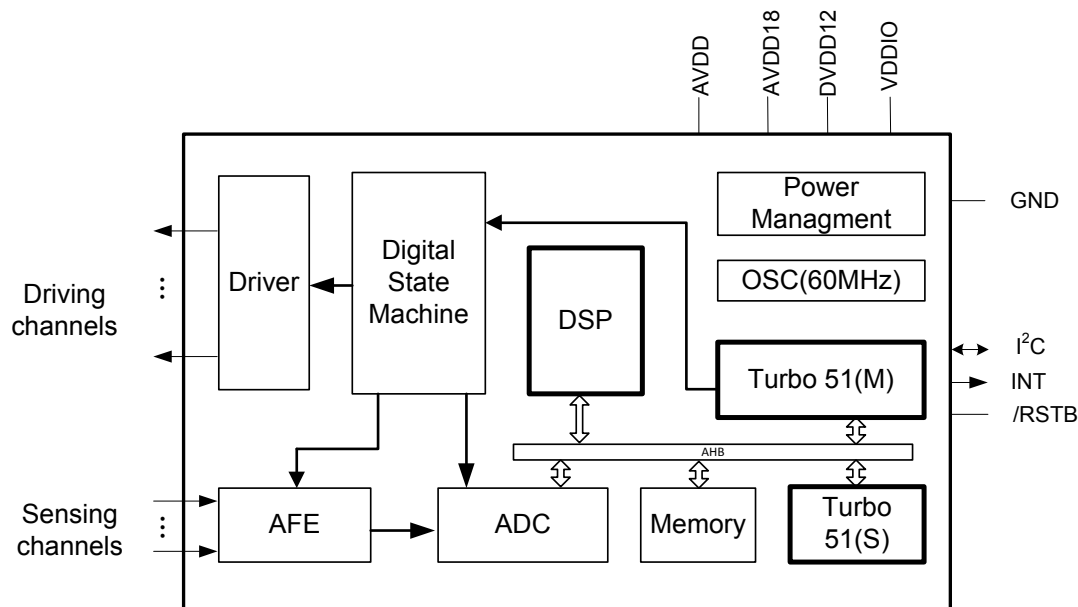 AVDD
AVDD18
DVDD12
VDDIO
Power
Managment
GND
OSC(60MHz)
Driving
channels
Driver
Digital
State
Machine
DSP
Turbo 51(M)
I²C
INT
/RSTB
AHB
Sensing
channels
AFE
ADC
Memory
Turbo
51(S)